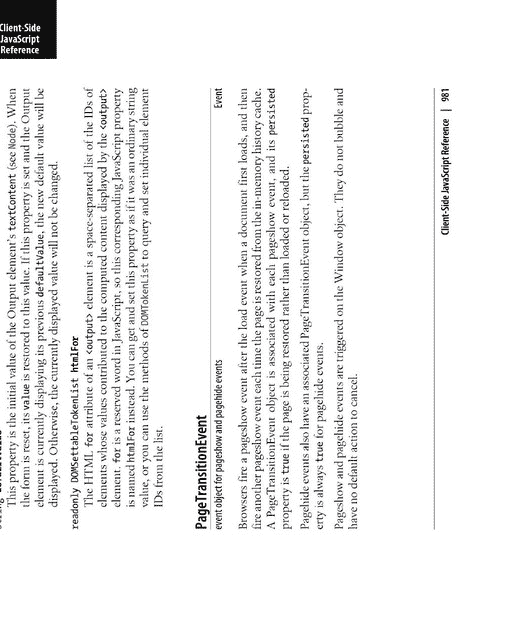 Client-Side
JavaScript
Reference
This property is the initial value of the Output element's textContent (see Node). When
the form is reset, its value is restored to this value. If this property is set and the Output
element is currently displaying its previous defaultValue, the new default value will be
displayed. Otherwise, the currently displayed value will not be changed.
readonly DOMSettableTokenList htmlFor
The HTML for attribute of an <output> element is a space-separated list of the IDs of
elements whose values contributed to the computed content displayed by the <output>
element. for is a reserved word in JavaScript, so this corresponding JavaScript property
is named htmlFor instead. You can get and set this property as if it was an ordinary string
value, or you can use the methods of DOMTokenList to query and set individual element
IDs from the list.
PageTransitionEvent
event object for pageshow and pagehide events Event
Browsers fire a pageshow event after the load event when a document first loads, and then
fire another pageshow event each time the page is restored from the in-memory history cache.
A PageTransitionEvent object is associated with each pageshow event, and its persisted
property is true if the page is being restored rather than loaded or reloaded.
Pagehide events also have an associated PageTransitionEvent object, but the persisted prop-
erty is always true for pagehide events.
Pageshow and pagehide events are triggered on the Window object. They do not bubble and
have no default action to cancel.
Client-Side JavaScript Reference | 981